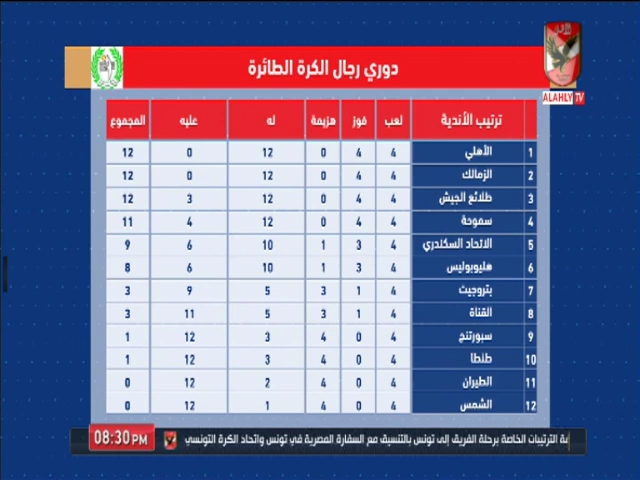 دوري رجال الكرة الطائرة
ALAHLY TV
ترتيب الأندية لعب فوز هزيمة له عليه المجموع
1 الأهلي 4 4 0 12 0 12
2 الزمالك 4 4 0 12 0 12
3 طلائع الجيش 4 4 0 12 3 12
4 سموحة 4 4 0 12 4 11
5 الاتحاد السكندري 4 3 1 10 6 9
6 هليوبوليس 4 3 1 10 6 8
7 بتروجيت 4 1 3 5 9 3
8 القناة 4 1 3 5 11 3
9 سبورتنج 4 0 4 3 12 1
10 طنطا 4 0 4 3 12 1
11 الطيران 4 0 4 2 12 0
12 الشمس 4 0 4 1 12 0
الترتيبات الخاصة برحلة الفريق إلى تونس بالتنسيق مع السفارة المصرية في تونس واتحاد الكرة التونسي
08:30 PM